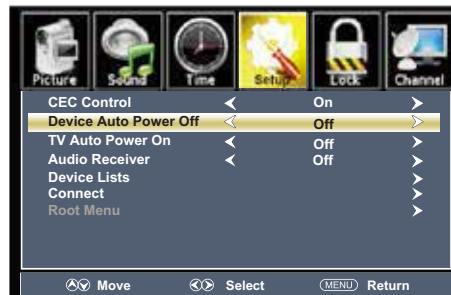 Picture Sound Time Setup Lock Channel
CEC Control On
Device Auto Power Off Off
TV Auto Power On Off
Audio Receiver Off
Device Lists
Connect
Root Menu
Move Select MENU Return